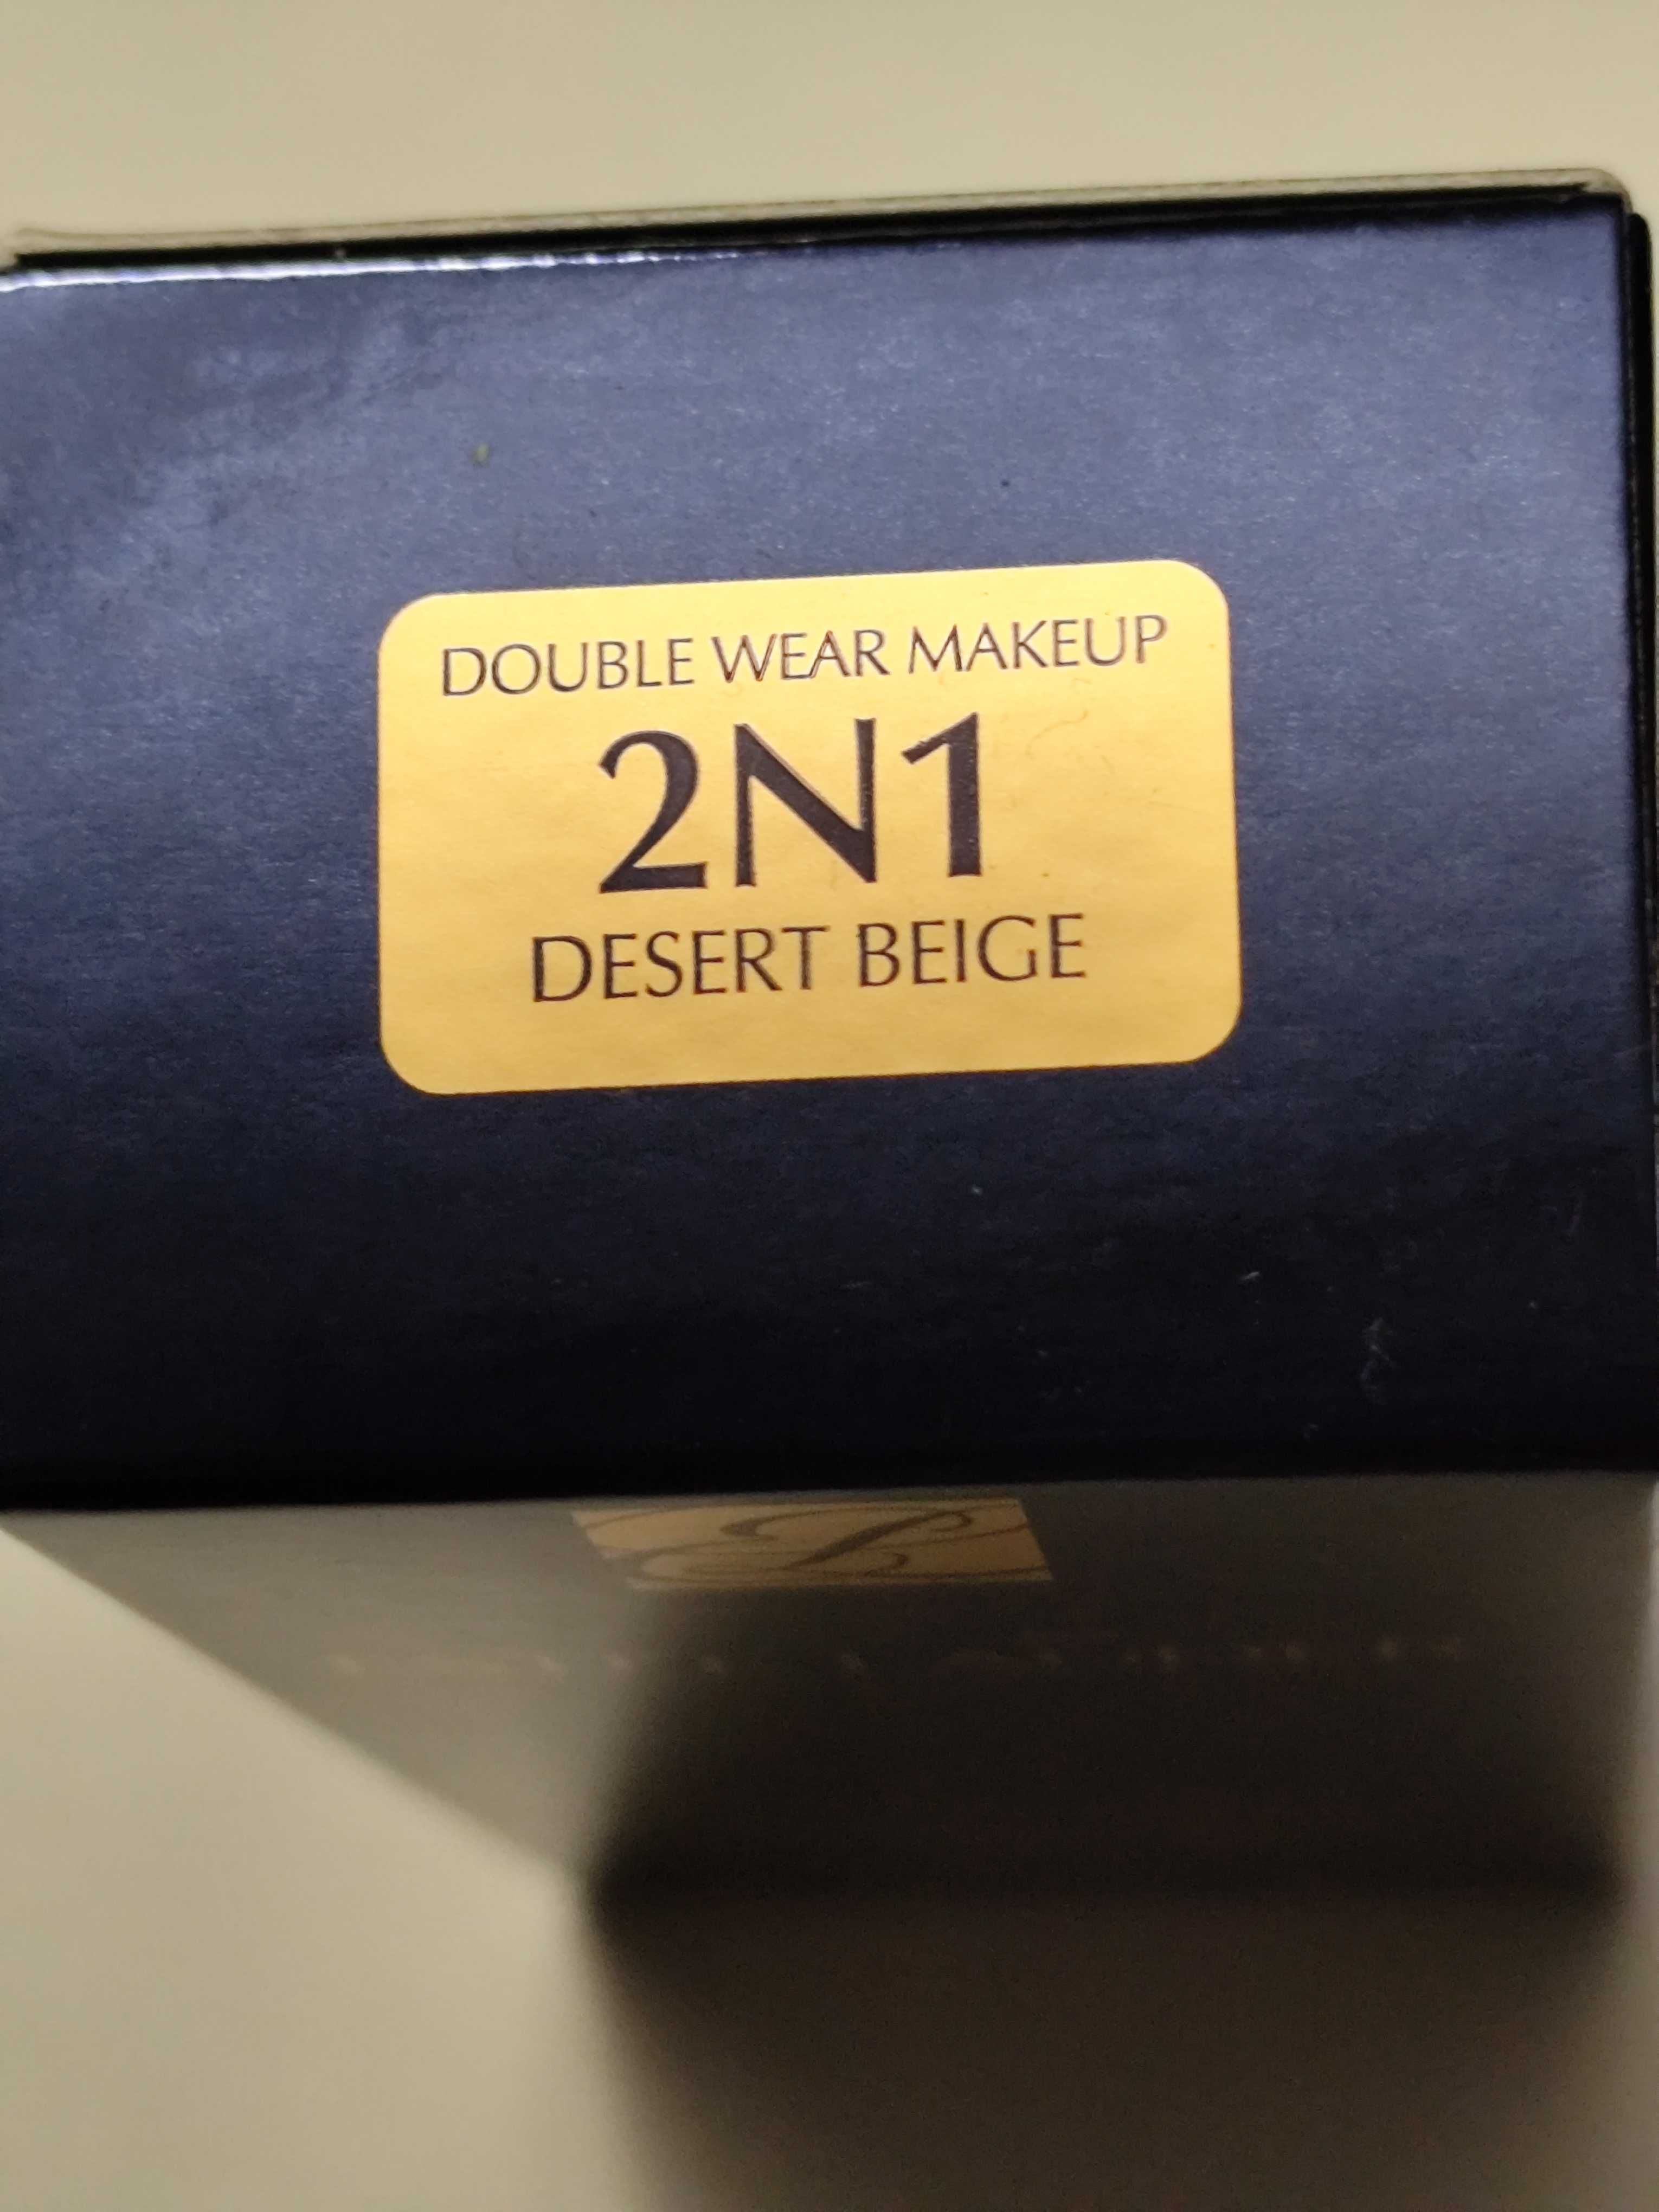 DOUBLE WEAR MAKEUP
2N1
DESERT BEIGE